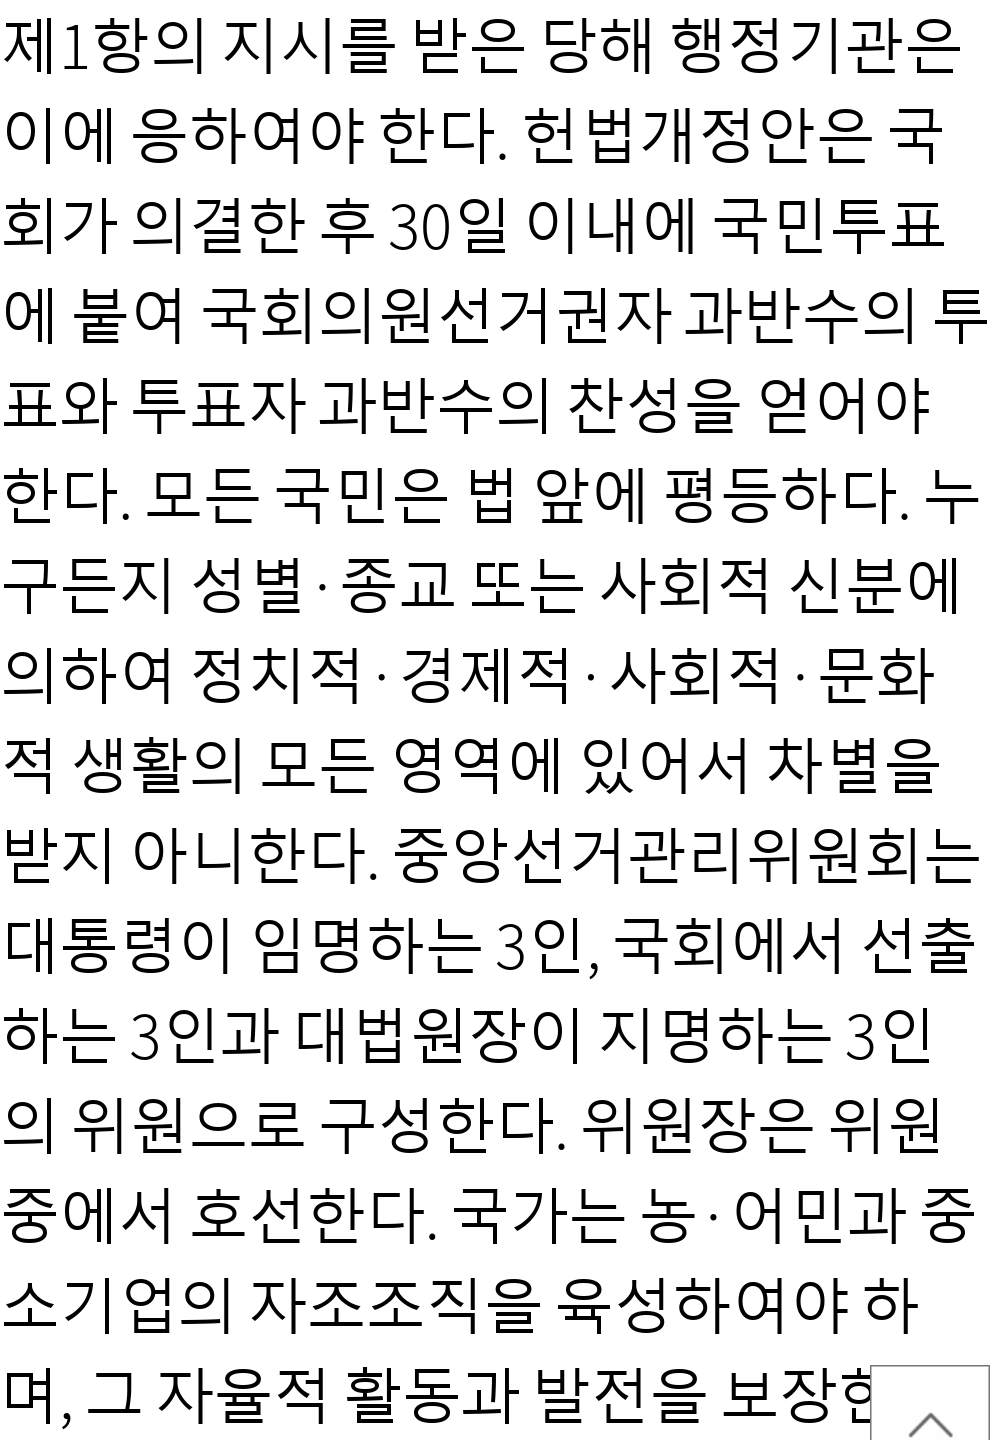 제1항의 지시를 받은 당해 행정기관은
이에 응하여야 한다. 헌법개정안은 국
회가 의결한 후 30일 이내에 국민투표
에 붙여 국회의원선거권자 과반수의 투
표와 투표자 과반수의 찬성을 얻어야
한다. 모든 국민은 법 앞에 평등하다. 누
구든지 성별·종교 또는 사회적 신분에
의하여 정치적·경제적·사회적·문화
적 생활의 모든 영역에 있어서 차별을
받지 아니한다. 중앙선거관리위원회는
대통령이 임명하는 3인, 국회에서 선출
하는 3인과 대법원장이 지명하는 3인
의 위원으로 구성한다. 위원장은 위원
중에서 호선한다. 국가는 농·어민과 중
소기업의 자조조직을 육성하여야 하
며, 그 자율적 활동과 발전을